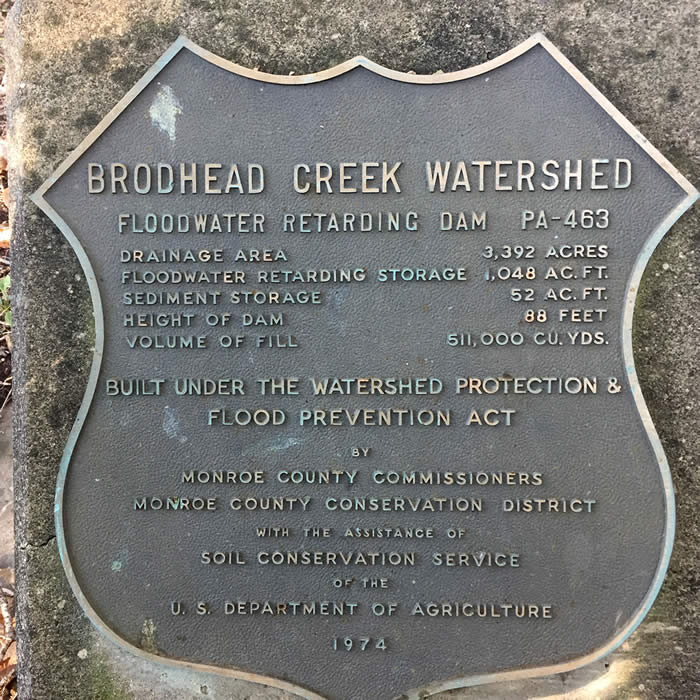 BRODHEAD CREEK WATERSHED
FLOODWATER RETARDING DAM PA-463
DRAINAGE AREA 3,392 ACRES
FLOODWATER RETARDING STORAGE 1,048 AC. FT.
SEDIMENT STORAGE 52 AC. FT.
HEIGHT OF DAM 88 FEET
VOLUME OF FILL 511,000 CU. YDS.
BUILT UNDER THE WATERSHED PROTECTION &
FLOOD PREVENTION ACT
BY
MONROE COUNTY COMMISSIONERS
MONROE COUNTY CONSERVATION DISTRICT
WITH THE ASSISTANCE OF
SOIL CONSERVATION SERVICE
OF THE
U. S. DEPARTMENT OF AGRICULTURE
1974